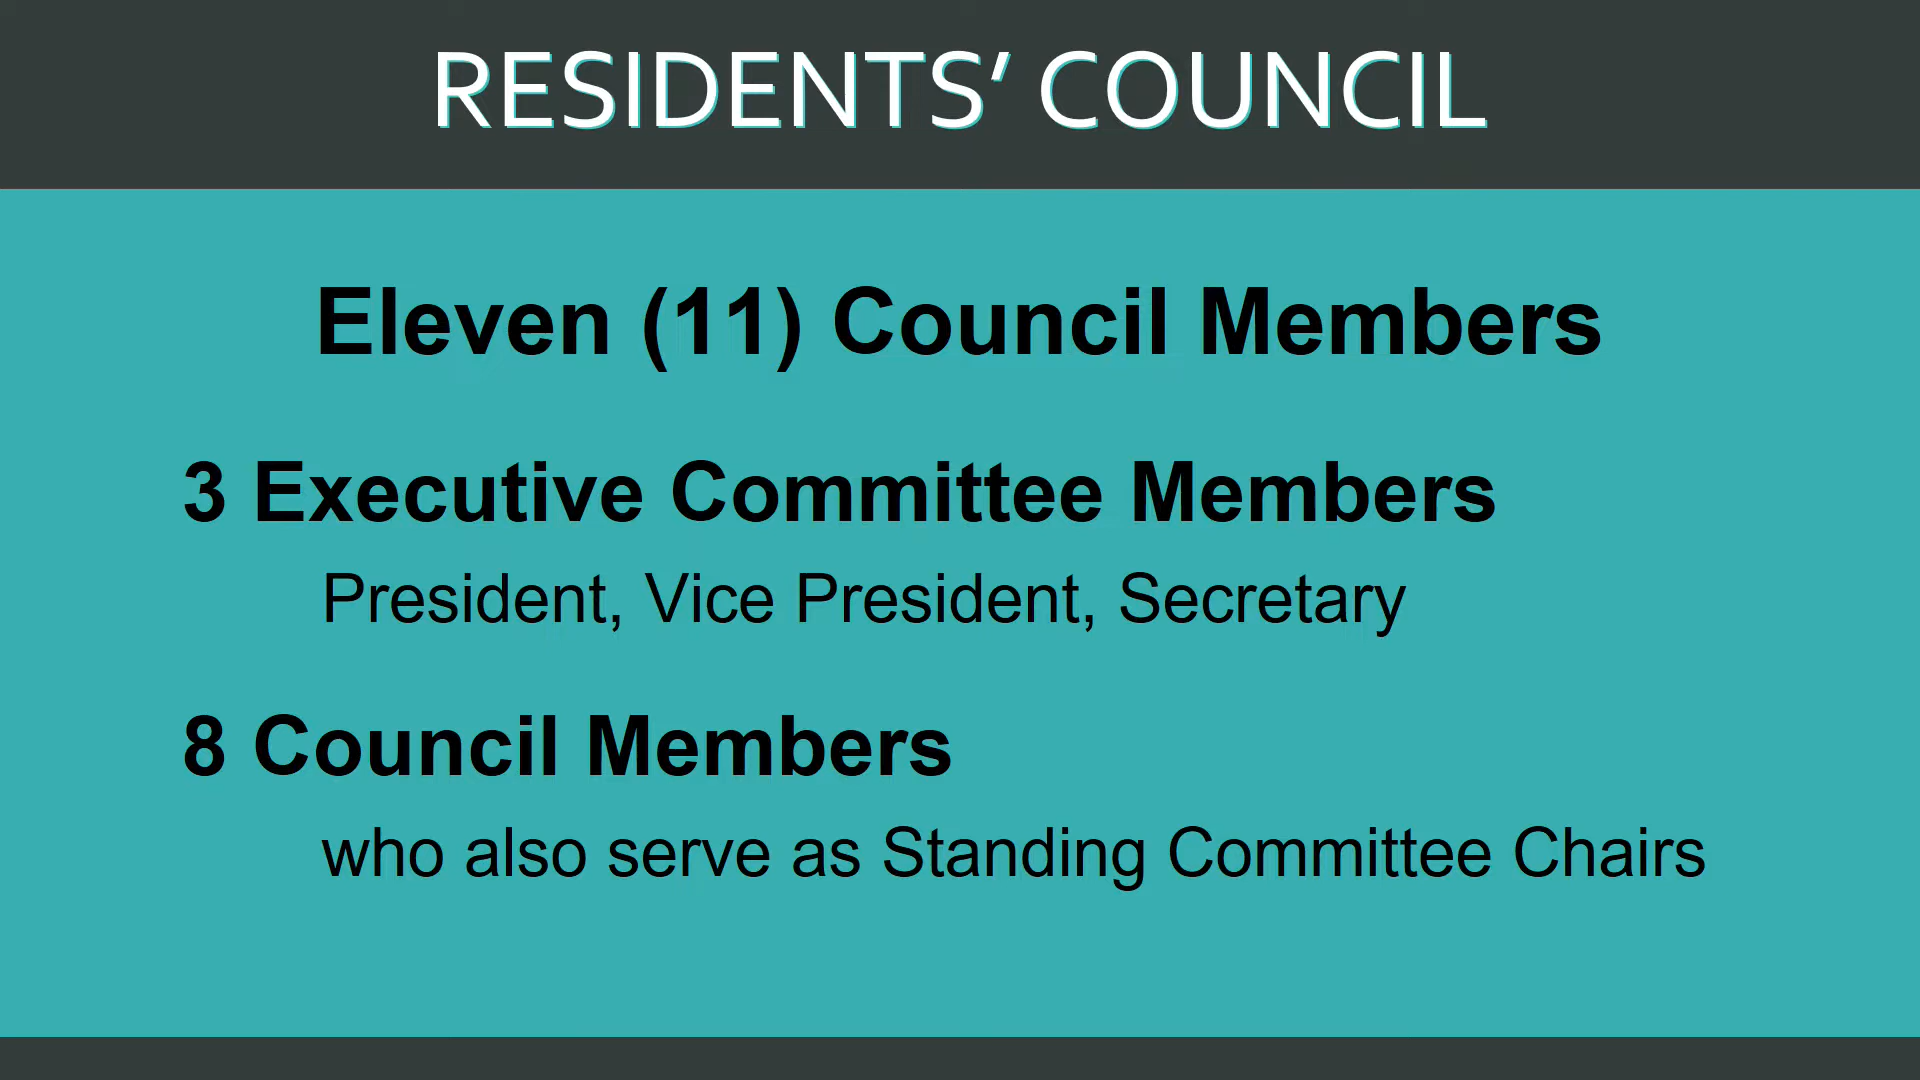 RESIDENTS’ COUNCIL
Eleven (11) Council Members
3 Executive Committee Members
President, Vice President, Secretary
8 Council Members
who also serve as Standing Committee Chairs